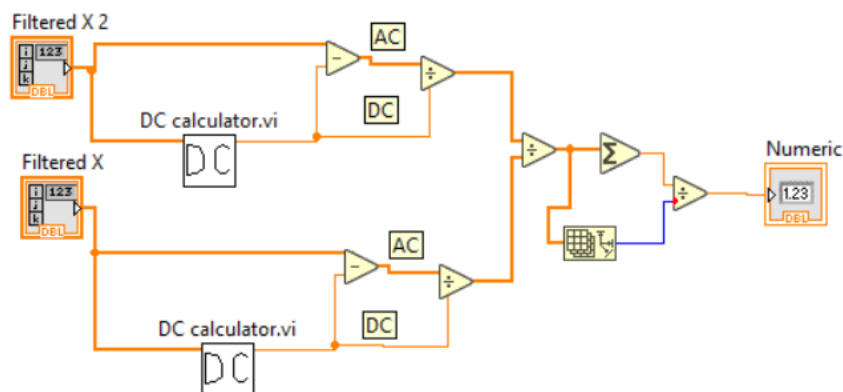 Filtered X 2
i 123
j
k
DBL
AC
÷
-
DC calculator.vi
DC
DC
Filtered X
i 123
j
k
DBL
÷
Σ
÷
Numeric
1.23
DBL
AC
-
÷
DC calculator.vi
DC
DC